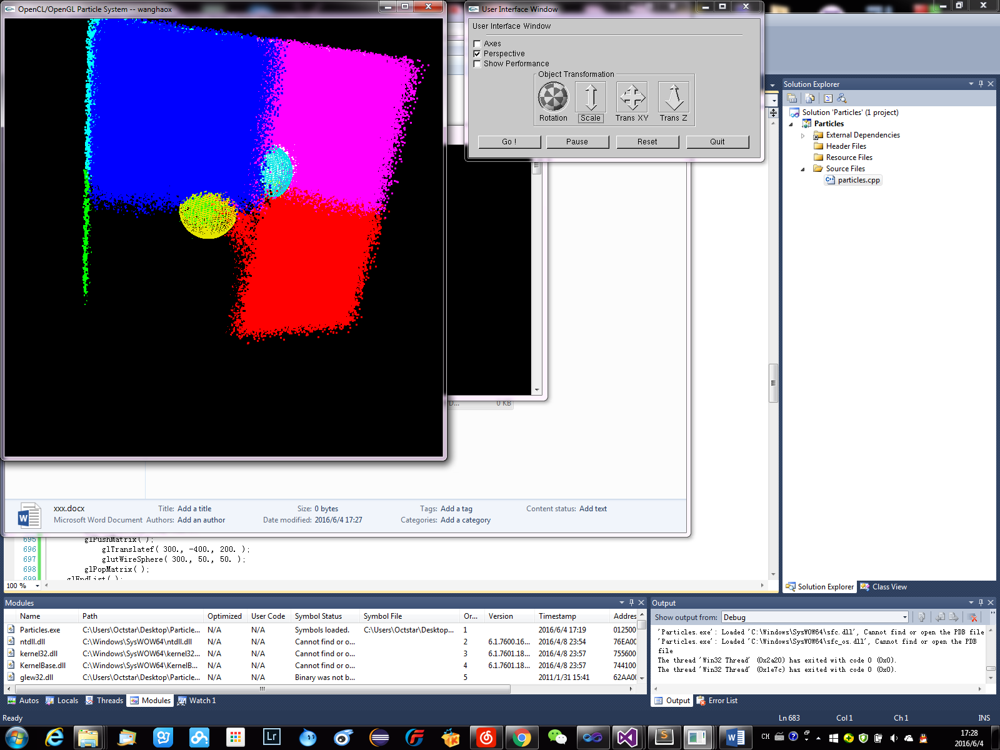 OpenCL/OpenGL Particle System -- wanghaox
User Interface Window
User Interface Window
Axes
Perspective
Show Performance
Object Transformation
Rotation
Scale
Trans XY
Trans Z
Go !
Pause
Reset
Quit
Solution Explorer
Solution 'Particles' (1 project)
Particles
External Dependencies
Header Files
Resource Files
Source Files
particles.cpp
D...
0 KB
xxx.docx
Title: Add a title
Size: 0 bytes
Tags: Add a tag
Content status: Add text
Microsoft Word Document
Authors: Add an author
Date modified: 2016/6/4 17:27
Categories: Add a category
695 glPushMatrix( );
696 glTranslatef( 300., -400., 200. );
697 glutWireSphere( 300., 50., 50. );
698 glPopMatrix( );
699 glEndList( );
100 %
Solution Explorer
Class View
Modules
Name Path Optimized User Code Symbol Status Symbol File Or... Version Timestamp Addres
Particles.exe C:\Users\Octstar\Desktop\Particle... N/A N/A Symbols loaded. C:\Users\Octstar\Desktop... 1 2016/6/4 17:19 012500
ntdll.dll C:\Windows\SysWOW64\ntdll.dll N/A N/A Cannot find or o... 2 6.1.7600.16... 2016/4/8 23:54 76EA00
kernel32.dll C:\Windows\SysWOW64\kernel32... N/A N/A Cannot find or o... 3 6.1.7601.18... 2016/4/8 23:57 755600
KernelBase.dll C:\Windows\SysWOW64\KernelB... N/A N/A Cannot find or o... 4 6.1.7601.18... 2016/4/8 23:57 744100
glew32.dll C:\Users\Octstar\Desktop\Particle... N/A N/A Binary was not b... 5 2011/1/31 15:41 62AA00
Autos
Locals
Threads
Modules
Watch 1
Output
Show output from: Debug
'Particles.exe': Loaded 'C:\Windows\SysWOW64\sfc.dll', Cannot find or open the PDB file
'Particles.exe': Loaded 'C:\Windows\SysWOW64\sfc_os.dll', Cannot find or open the PDB
file
The thread 'Win32 Thread' (0x2a20) has exited with code 0 (0x0).
The thread 'Win32 Thread' (0x1e7c) has exited with code 0 (0x0).
Output
Error List
Ready
Ln 683
Col 1
Ch 1
INS
Lr
CH
17:28
2016/6/4